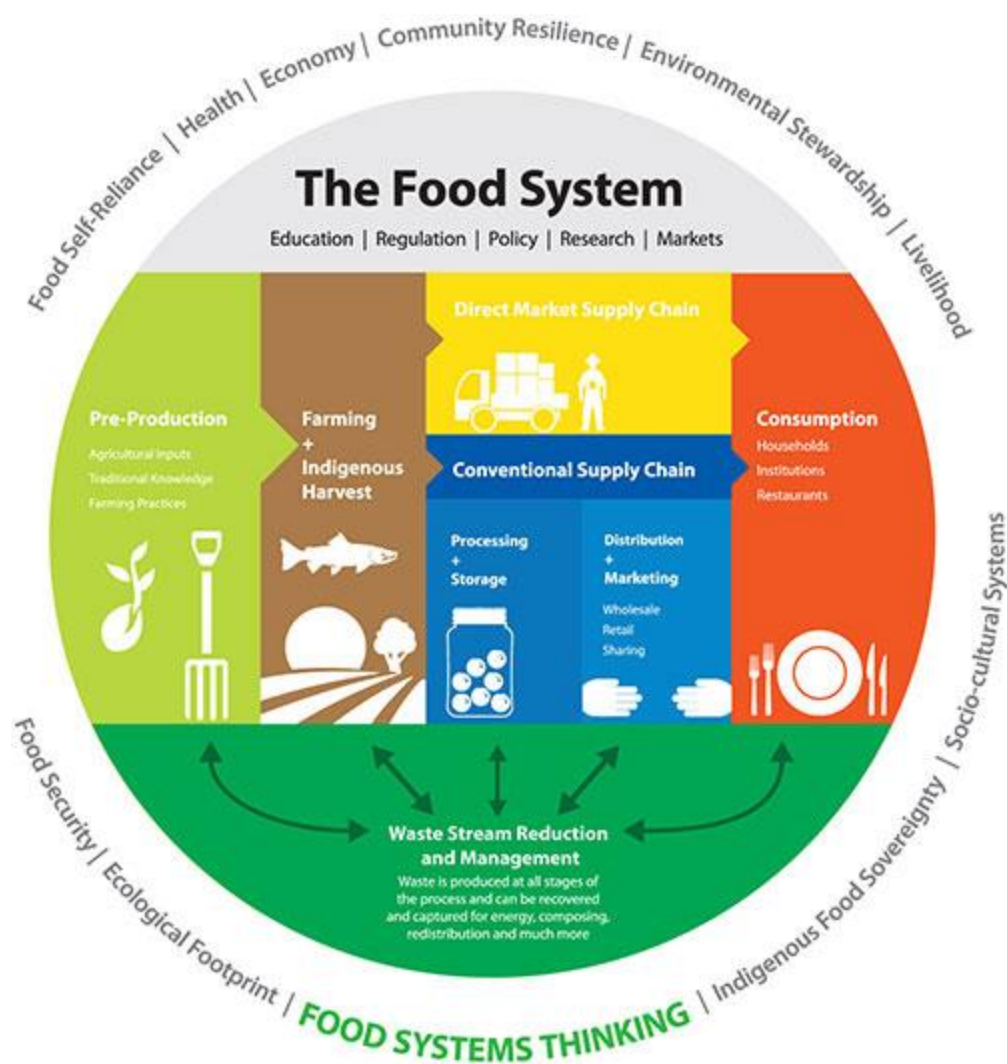 Food Self-Reliance | Health | Economy | Community Resilience | Environmental Stewardship | Livelihood
The Food System
Education | Regulation | Policy | Research | Markets
Pre-Production
Agricultural Inputs
Traditional Knowledge
Farming Practices
Farming
+
Indigenous
Harvest
Direct Market Supply Chain
Conventional Supply Chain
Processing
+
Storage
Distribution
+
Marketing
Wholesale
Retail
Sharing
Consumption
Households
Institutions
Restaurants
Waste Stream Reduction
and Management
Waste is produced at all stages of
the process and can be recovered
and captured for energy, composing,
redistribution and much more
Food Security | Ecological Footprint | FOOD SYSTEMS THINKING | Indigenous Food Sovereignty | Socio-cultural Systems